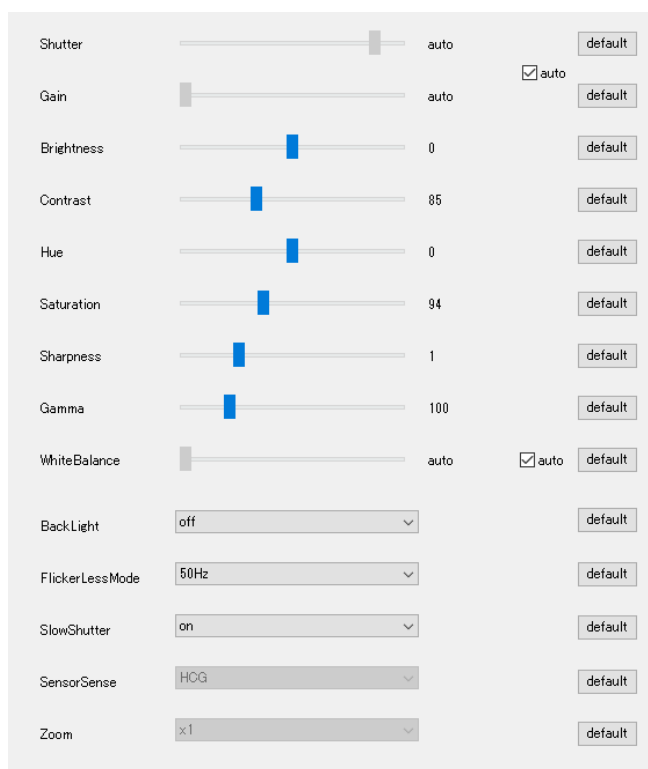 Shutter auto default
auto
Gain auto default
Brightness 0 default
Contrast 85 default
Hue 0 default
Saturation 94 default
Sharpness 1 default
Gamma 100 default
WhiteBalance auto auto default
BackLight off default
FlickerLessMode 50Hz default
SlowShutter on default
SensorSense HCG default
Zoom x1 default